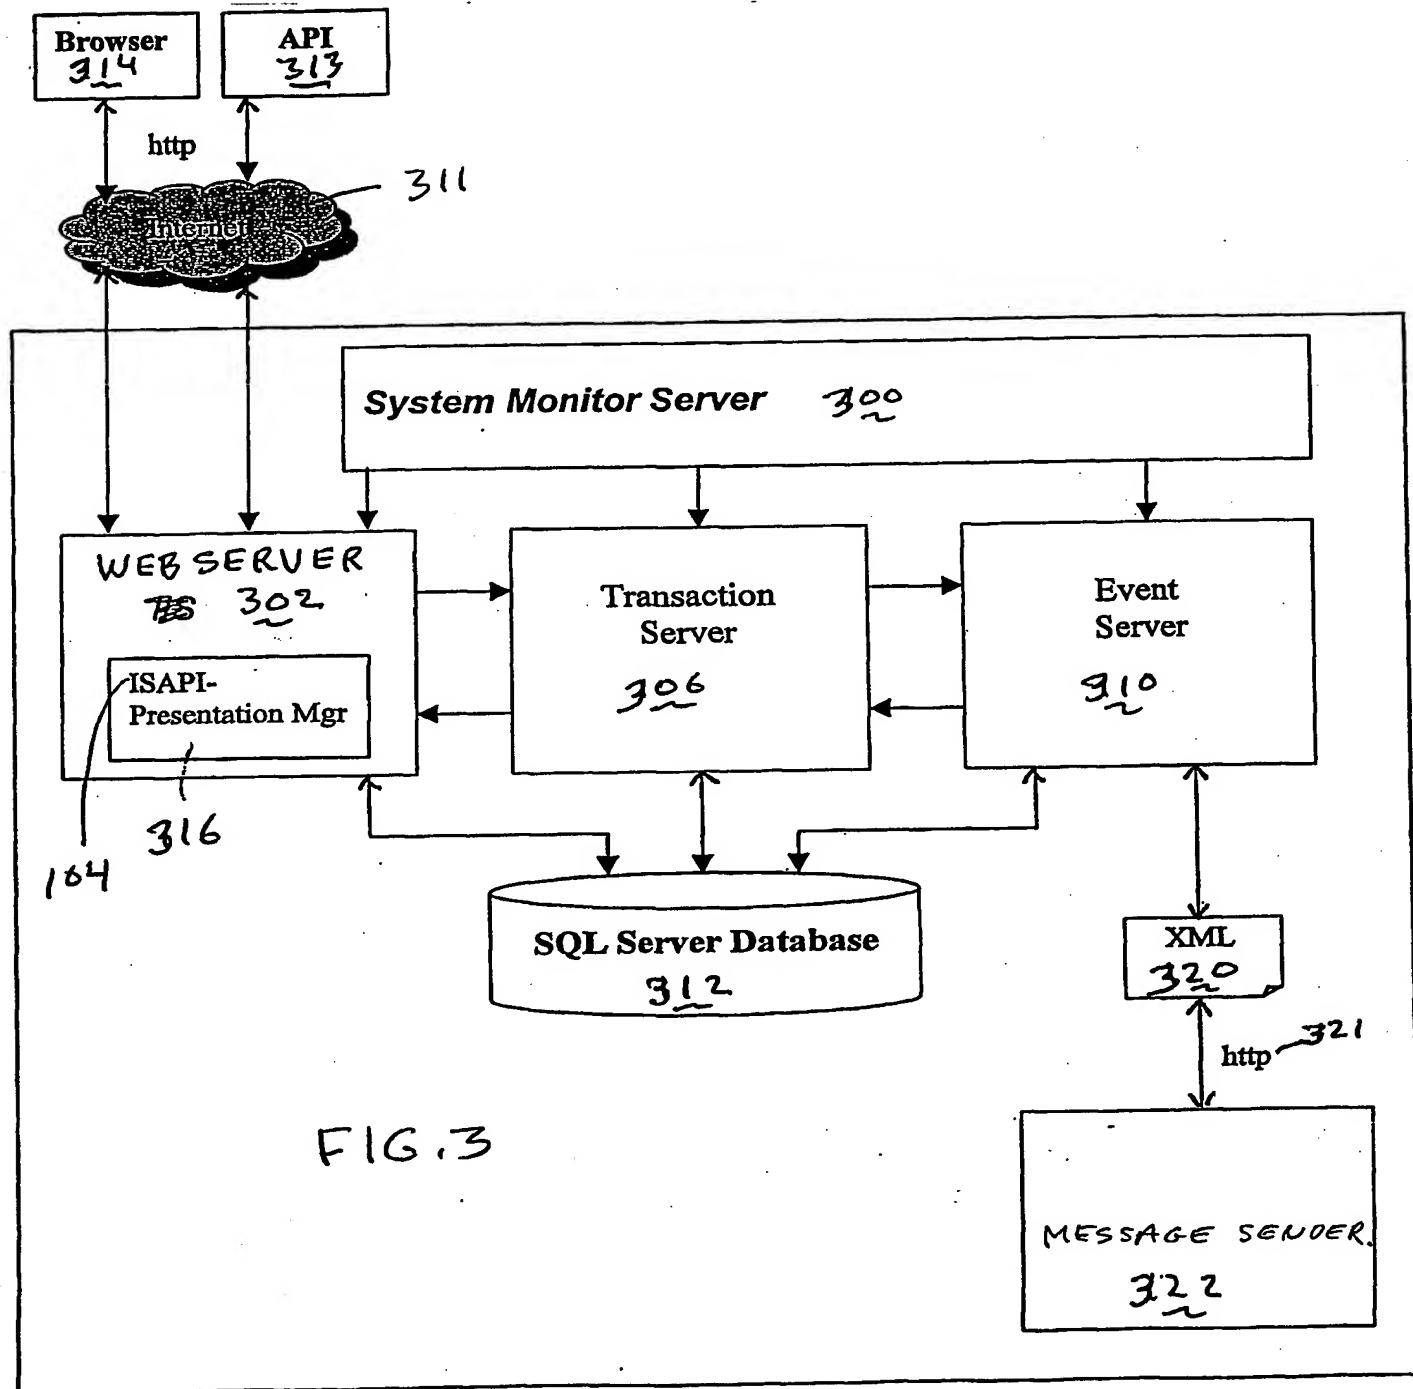 Browser
314
API
313
http
311
Internet
System Monitor Server 300
WEB SERVER
302
ISAPI-
Presentation Mgr
316
104
Transaction
Server
306
Event
Server
310
SQL Server Database
312
XML
320
http 321
FIG.3
MESSAGE SENDER.
322